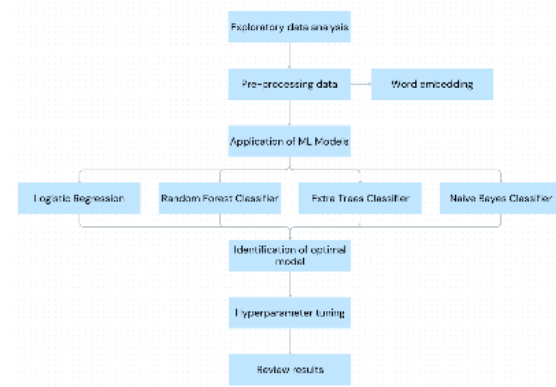 Exploratory data analysis
Pre-processing data
Word embedding
Application of ML Models
Logistic Regression
Random Forest Classifier
Extra Trees Classifier
Naive Bayes Classifier
Identification of optimal
model
Hyperparameter tuning
Review results